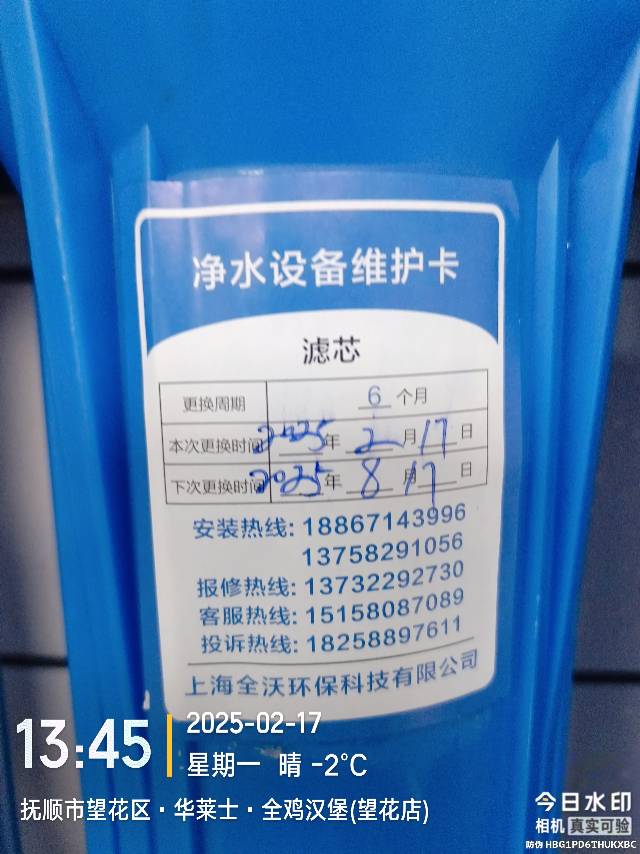 净水设备维护卡
滤芯
更换周期 6 个月
本次更换时间 2025 年 2 月 17 日
下次更换时间 2025 年 8 月 17 日
安装热线: 18867143996
13758291056
报修热线: 13732292730
客服热线: 15158087089
投诉热线: 18258897611
上海全沃环保科技有限公司
13:45
2025-02-17
星期一 晴 -2℃
抚顺市望花区·华莱士·全鸡汉堡(望花店)
今日水印
相机 真实可验
防伪 HBG1PD6THUKXBC